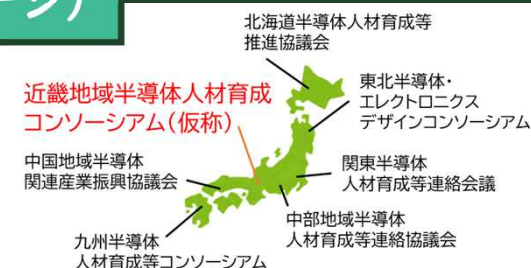 北海道半導体人材育成等
推進協議会
近畿地域半導体人材育成
コンソーシアム(仮称)
東北半導体・
エレクトロニクス
デザインコンソーシアム
中国地域半導体
関連産業振興協議会
関東半導体
人材育成等連絡会議
中部地域半導体
人材育成等連絡協議会
九州半導体
人材育成等コンソーシアム